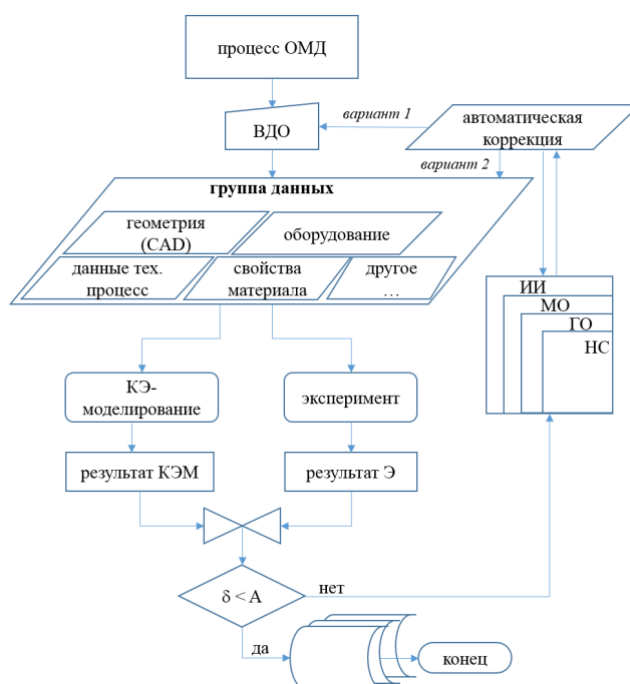 процесс ОМД
вариант 1
автоматическая
коррекция
ВДО
вариант 2
группа данных
геометрия
(CAD)
оборудование
данные тех.
процесс
свойства
материала
другое
…
ИИ
МО
ГО
НС
КЭ-
моделирование
эксперимент
результат КЭМ
результат Э
δ < A
нет
да
конец